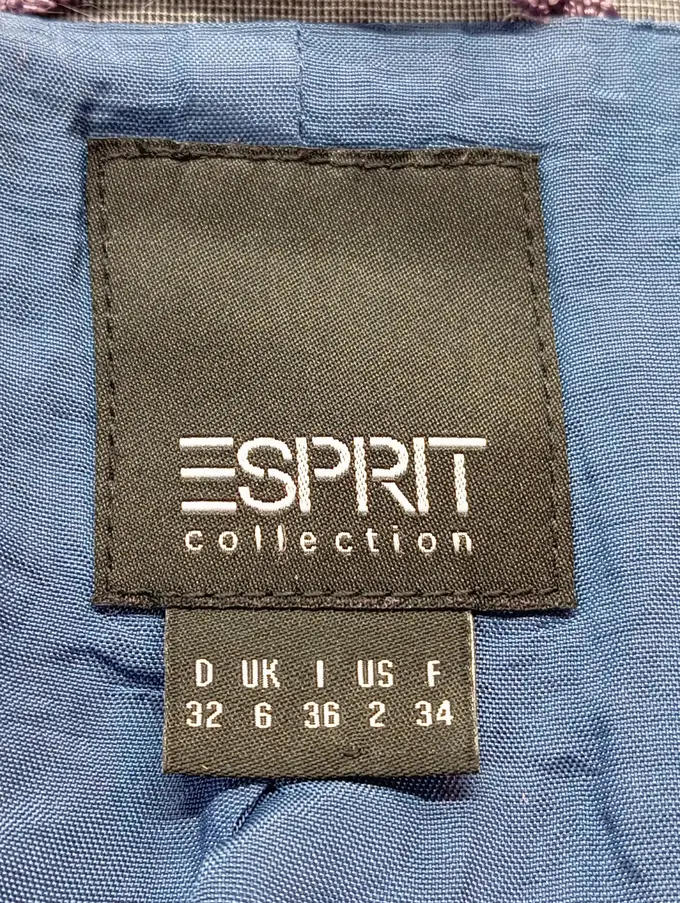 ESPRIT
collection
D UK I US F
32 6 36 2 34